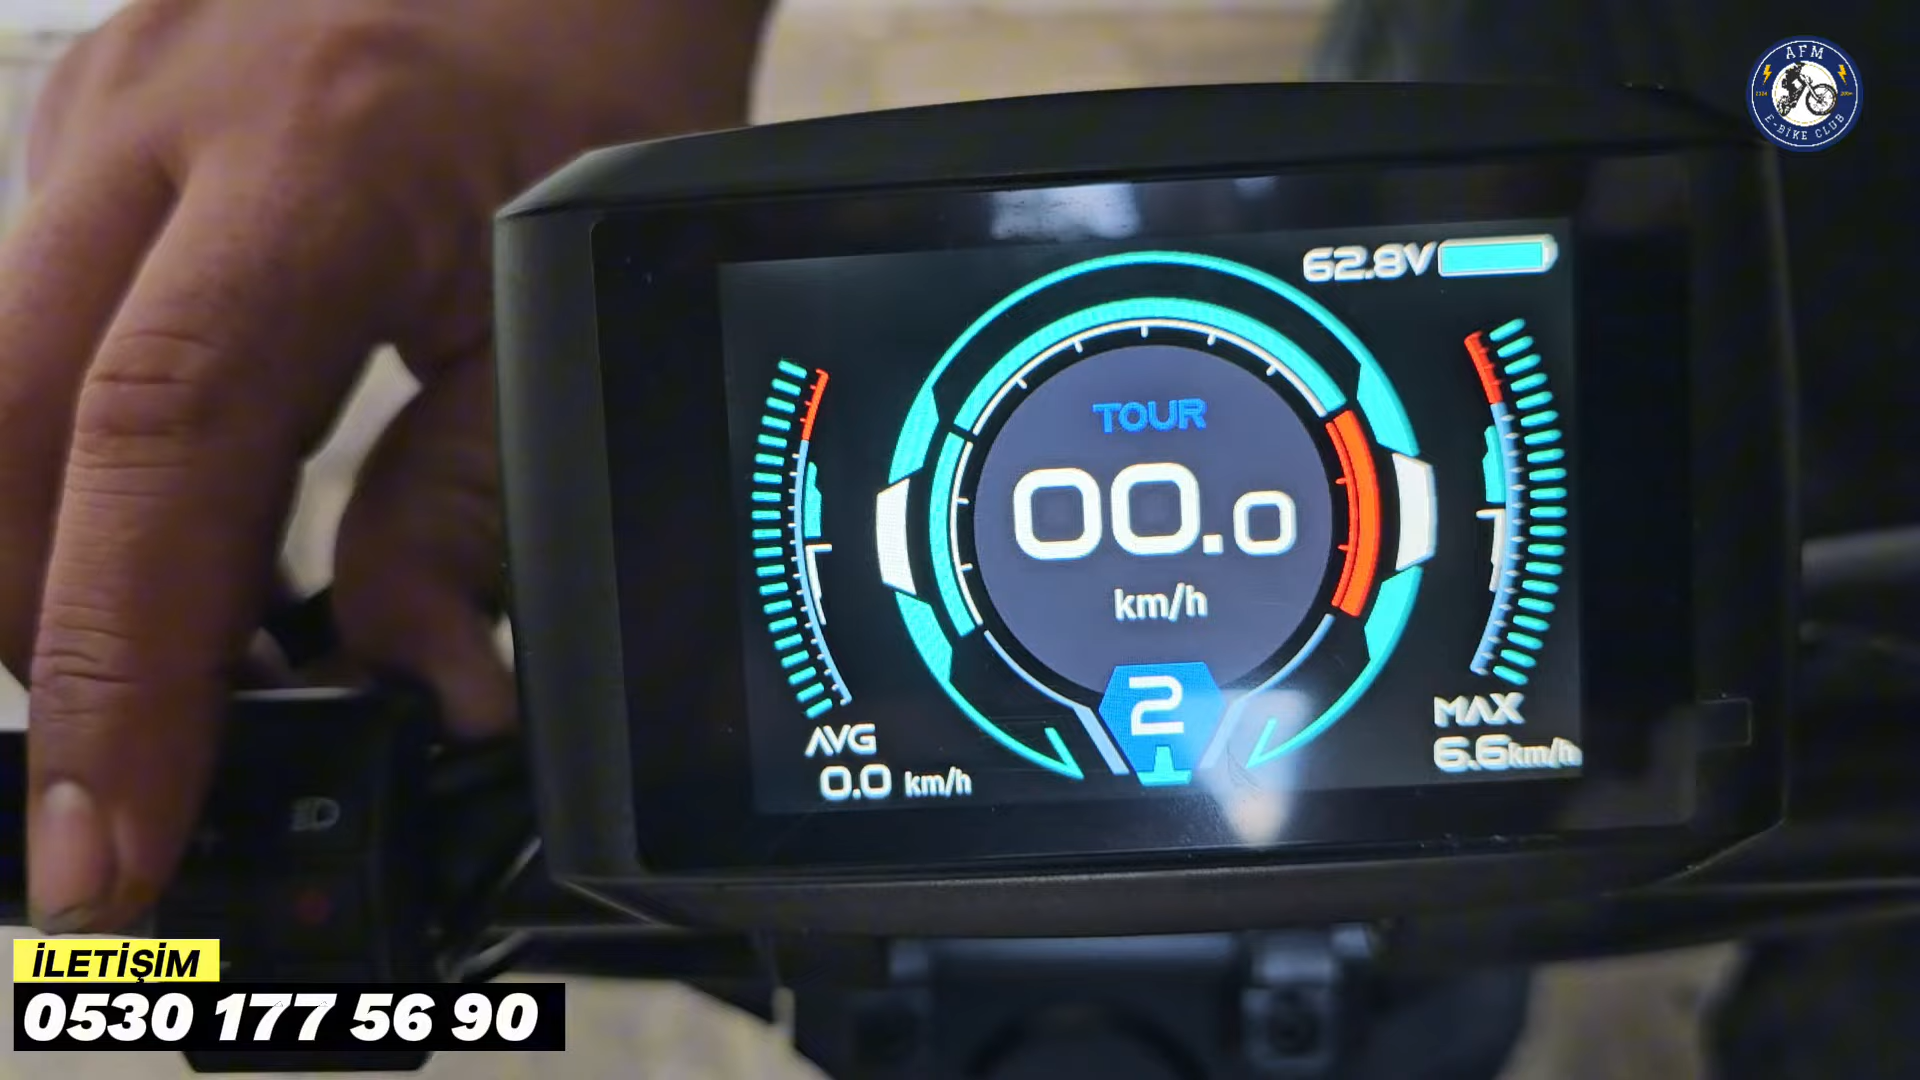 AFM
E-BIKE CLUB
62.8V
TOUR
00.0
km/h
2
AVG
0.0 km/h
MAX
6.6km/h
İLETİŞİM
0530 177 56 90